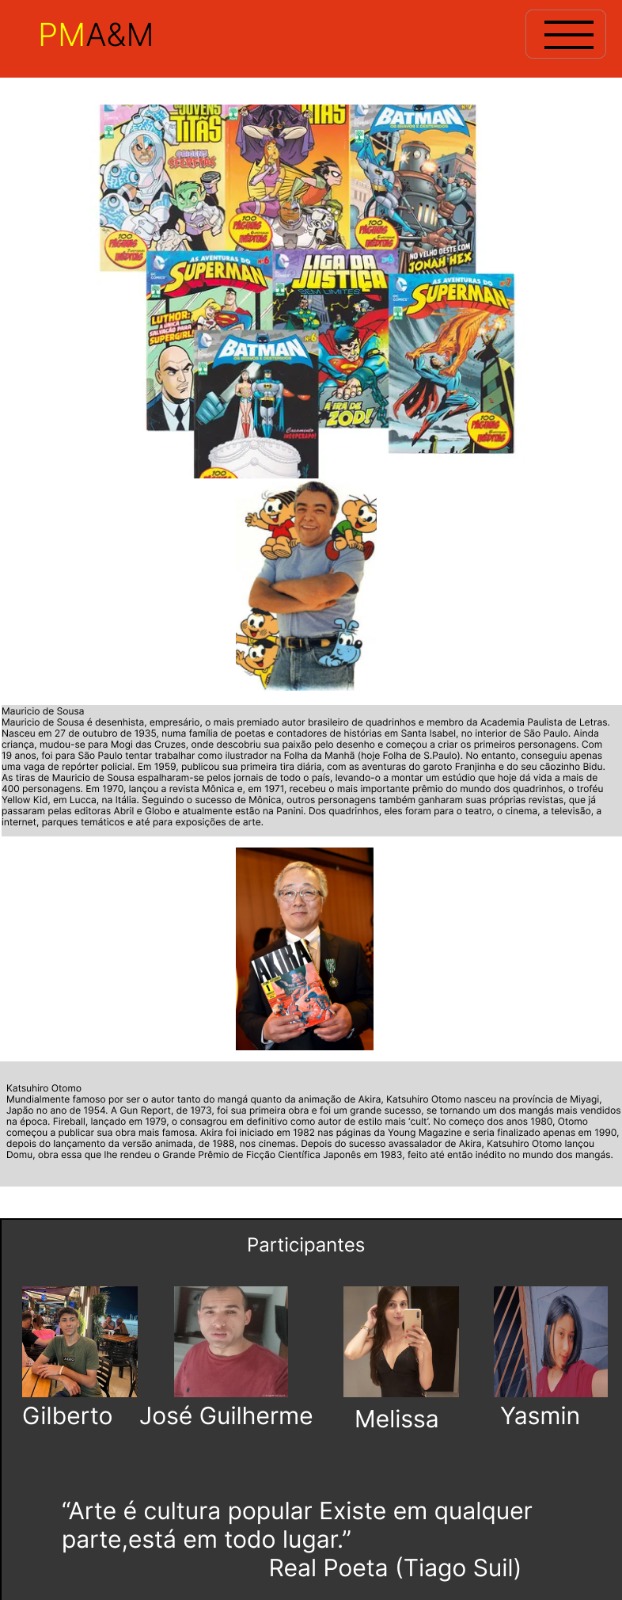 PMA&M
JOVENS
TITÃS
TITÃS
BATMAN
100
PÁGINAS
INÉDITAS
100
PÁGINAS
INÉDITAS
100
PÁGINAS
INÉDITAS
NO VELHO OESTE COM
JONAH HEX
AS AVENTURAS DO
SUPERMAN
LUTHOR:
SALVAÇÃO PARA
SUPERGIRL!
LIGA DA
JUSTIÇA
SEM LIMITES
A IRA DE
ZOD!
AS AVENTURAS DO
SUPERMAN
100
PÁGINAS
INÉDITAS
BATMAN
Casamento
INESPERADO!
100
Mauricio de Sousa
Mauricio de Sousa é desenhista, empresário, o mais premiado autor brasileiro de quadrinhos e membro da Academia Paulista de Letras.
Nasceu em 27 de outubro de 1935, numa família de poetas e contadores de histórias em Santa Isabel, no interior de São Paulo. Ainda
criança, mudou-se para Mogi das Cruzes, onde descobriu sua paixão pelo desenho e começou a criar os primeiros personagens. Com
19 anos, foi para São Paulo tentar trabalhar como ilustrador na Folha da Manhã (hoje Folha de S.Paulo). No entanto, conseguiu apenas
uma vaga de repórter policial. Em 1959, publicou sua primeira tira diária, com as aventuras do garoto Franjinha e do seu cãozinho Bidu.
As tiras de Mauricio de Sousa espalharam-se pelos jornais de todo o país, levando-o a montar um estúdio que hoje dá vida a mais de
400 personagens. Em 1970, lançou a revista Mônica e, em 1971, recebeu o mais importante prêmio do mundo dos quadrinhos, o troféu
Yellow Kid, em Lucca, na Itália. Seguindo o sucesso de Mônica, outros personagens também ganharam suas próprias revistas, que já
passaram pelas editoras Abril e Globo e atualmente estão na Panini. Dos quadrinhos, eles foram para o teatro, o cinema, a televisão, a
internet, parques temáticos e até para exposições de arte.
AKIRA
Katsuhiro Otomo
Mundialmente famoso por ser o autor tanto do mangá quanto da animação de Akira, Katsuhiro Otomo nasceu na província de Miyagi,
Japão no ano de 1954. A Gun Report, de 1973, foi sua primeira obra e foi um grande sucesso, se tornando um dos mangás mais vendidos
na época. Fireball, lançado em 1979, o consagrou em definitivo como autor de estilo mais ‘cult’. No começo dos anos 1980, Otomo
começou a publicar sua obra mais famosa. Akira foi iniciado em 1982 nas páginas da Young Magazine e seria finalizado apenas em 1990,
depois do lançamento da versão animada, de 1988, nos cinemas. Depois do sucesso avassalador de Akira, Katsuhiro Otomo lançou
Domu, obra essa que lhe rendeu o Grande Prêmio de Ficção Científica Japonês em 1983, feito até então inédito no mundo dos mangás.
Participantes
Gilberto José Guilherme Melissa Yasmin
“Arte é cultura popular Existe em qualquer
parte,está em todo lugar.”
Real Poeta (Tiago Suil)